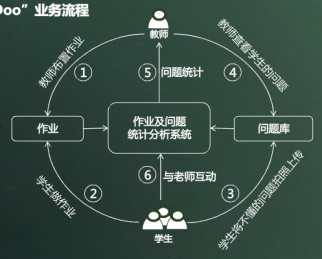 Doo”业务流程
教师
教师布置作业
①
⑤ 问题统计
④
教师查看学生的问题
作业
作业及问题
统计分析系统
问题库
学生做作业
②
⑥ 与老师互动
③
学生将不懂的问题拍照上传
学生